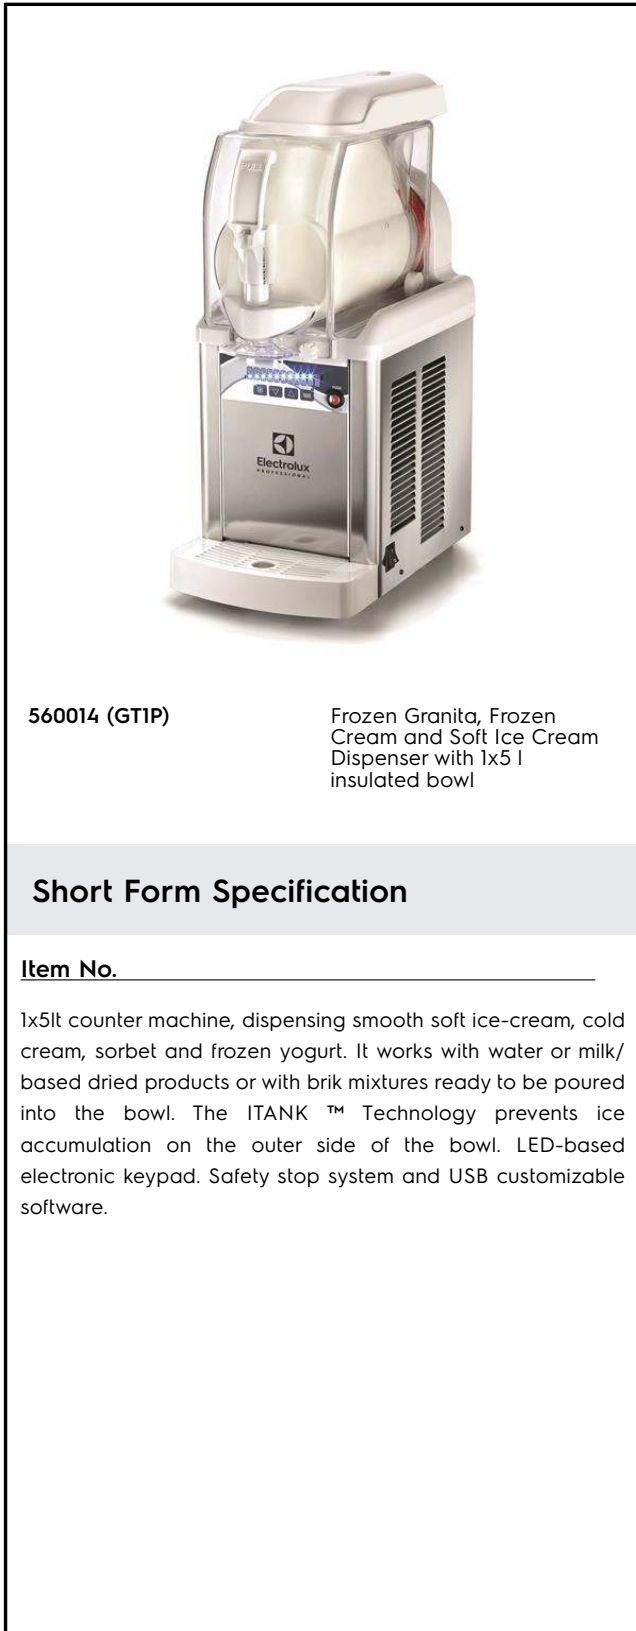 PULL
Electrolux
PROFESSIONAL
560014 (GT1P)
Frozen Granita, Frozen
Cream and Soft Ice Cream
Dispenser with 1x5 l
insulated bowl
Short Form Specification
Item No.
1x5lt counter machine, dispensing smooth soft ice-cream, cold
cream, sorbet and frozen yogurt. It works with water or milk/
based dried products or with brik mixtures ready to be poured
into the bowl. The ITANK ™ Technology prevents ice
accumulation on the outer side of the bowl. LED-based
electronic keypad. Safety stop system and USB customizable
software.